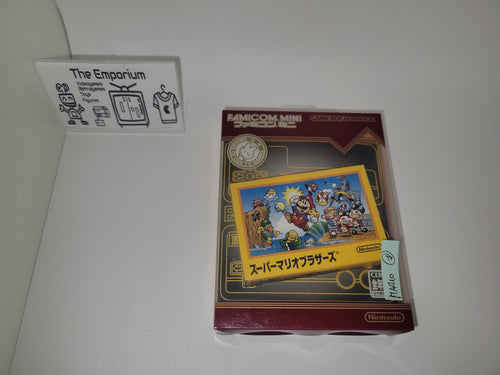 The Emporium
Videogames
Retrogames
Toys
Figures
FAMICOM MINI
GAME BOY ADVANCE
ファミコンミニ
Nintendo
スーパーマリオブラザーズ
MARIO
Nintendo